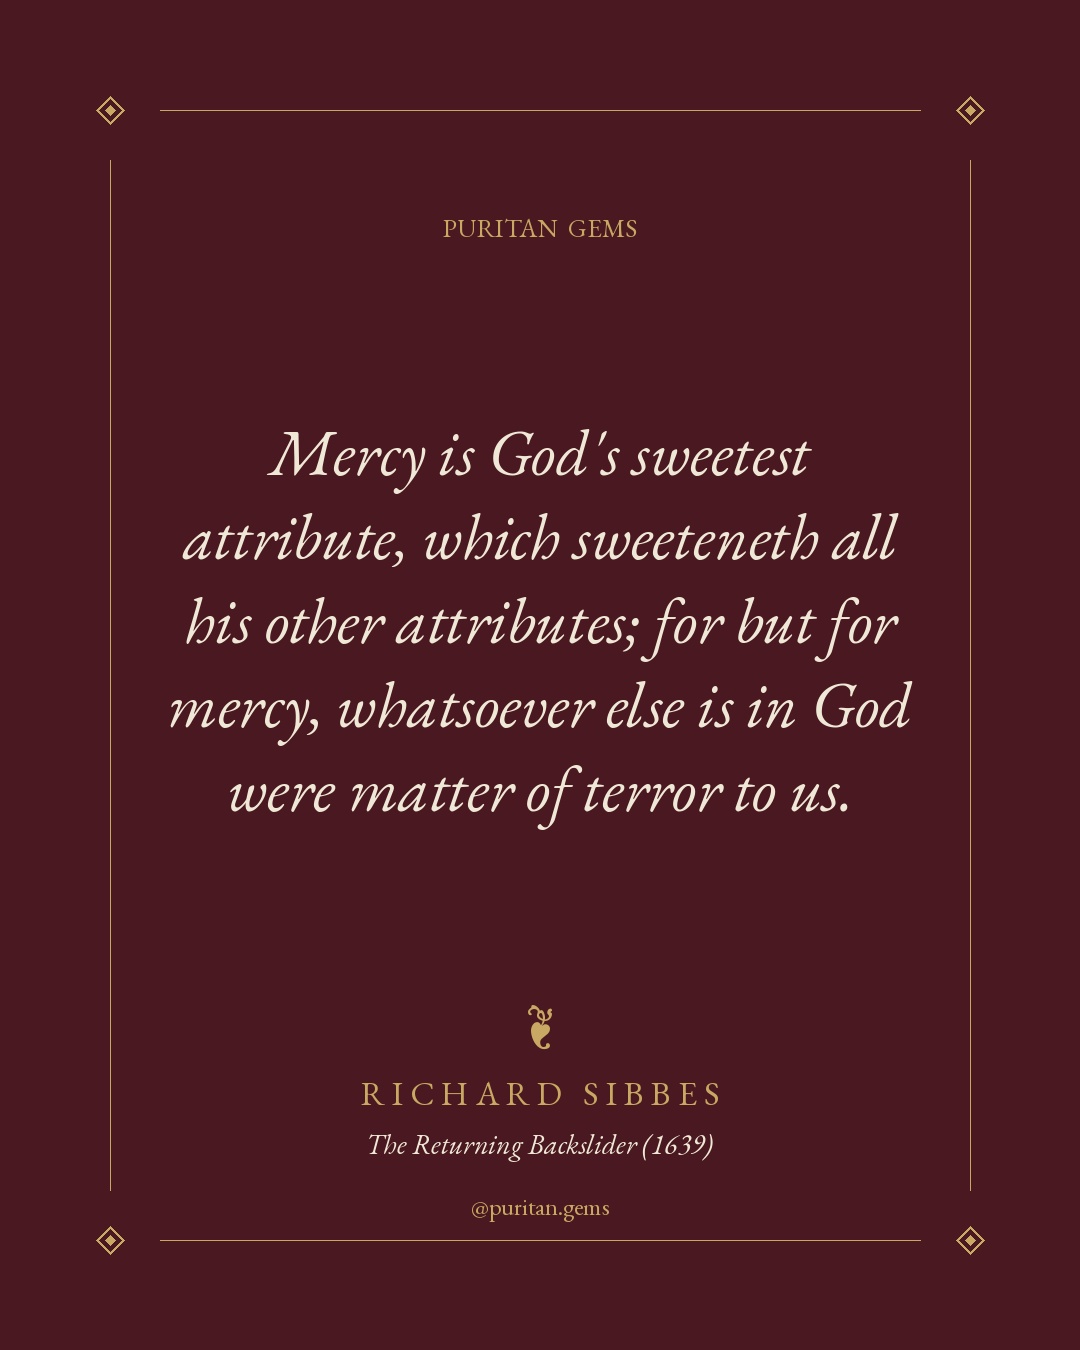 PURITAN GEMS
Mercy is God's sweetest
attribute, which sweeteneth all
his other attributes; for but for
mercy, whatsoever else is in God
were matter of terror to us.
RICHARD SIBBES
The Returning Backslider (1639)
@puritan.gems